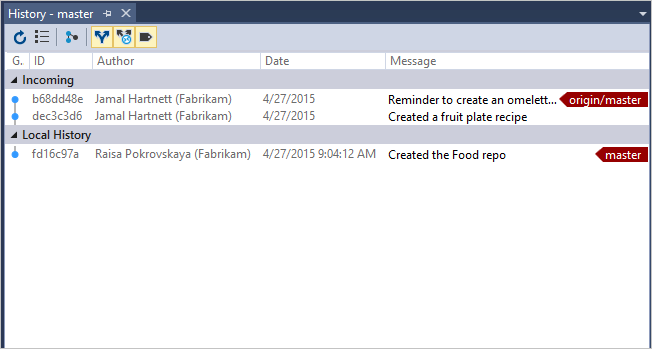 History - master
G. ID Author Date Message
Incoming
b68dd48e Jamal Hartnett (Fabrikam) 4/27/2015 Reminder to create an omelett... origin/master
dec3c3d6 Jamal Hartnett (Fabrikam) 4/27/2015 Created a fruit plate recipe
Local History
fd16c97a Raisa Pokrovskaya (Fabrikam) 4/27/2015 9:04:12 AM Created the Food repo master